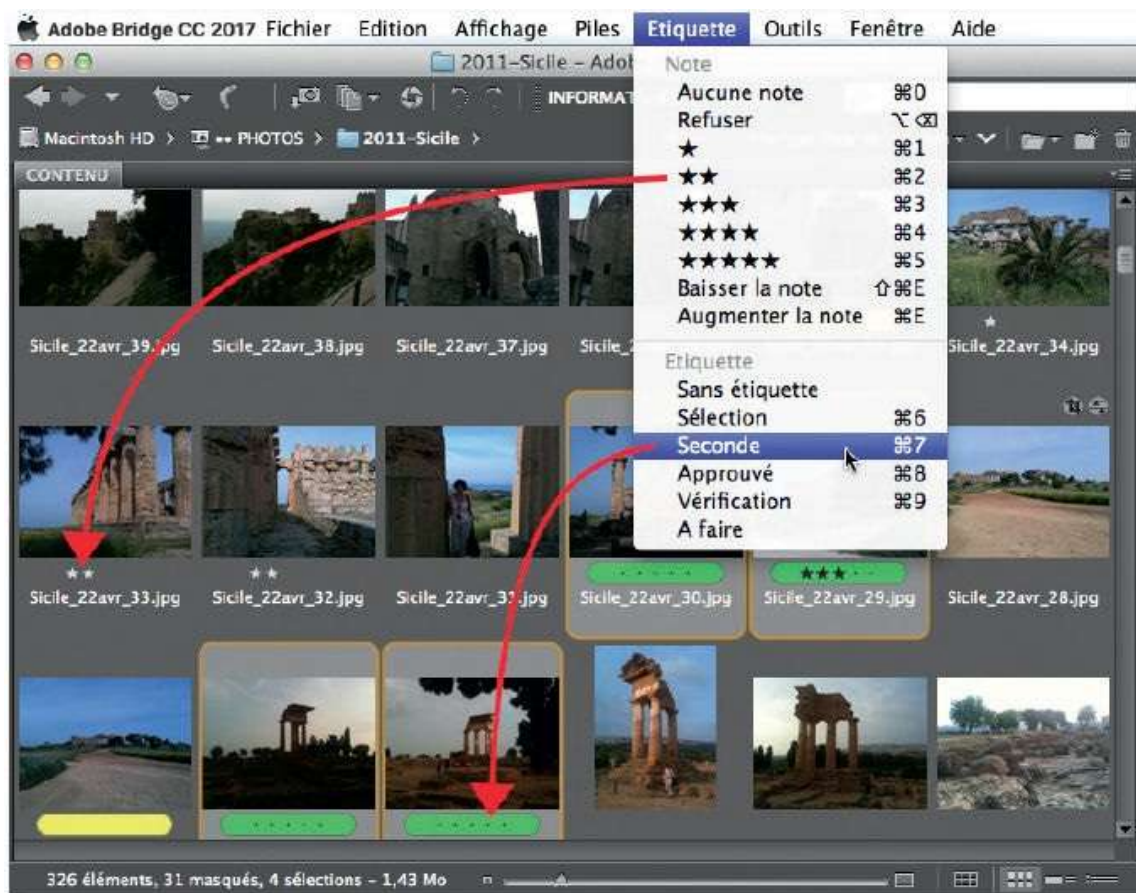 Adobe Bridge CC 2017 Fichier Edition Affichage Piles Etiquette Outils Fenêtre Aide
2011-Sicile - Adob
INFORMAT
Macintosh HD > •• PHOTOS > 2011-Sicile >
CONTENU
Note
Aucune note ⌘0
Refuser ⌥⌫
★ ⌘1
★★ ⌘2
★★★ ⌘3
★★★★ ⌘4
★★★★★ ⌘5
Baisser la note ⇧⌘E
Augmenter la note ⌘E
Etiquette
Sans étiquette
Sélection ⌘6
Seconde ⌘7
Approuvé ⌘8
Vérification ⌘9
A faire
Sicile_22avr_39.jpg Sicile_22avr_38.jpg Sicile_22avr_37.jpg Sicile_2 Sicile_22avr_34.jpg
Sicile_22avr_33.jpg Sicile_22avr_32.jpg Sicile_22avr_31.jpg Sicile_22avr_30.jpg Sicile_22avr_29.jpg Sicile_22avr_28.jpg
326 éléments, 31 masqués, 4 sélections – 1,43 Mo